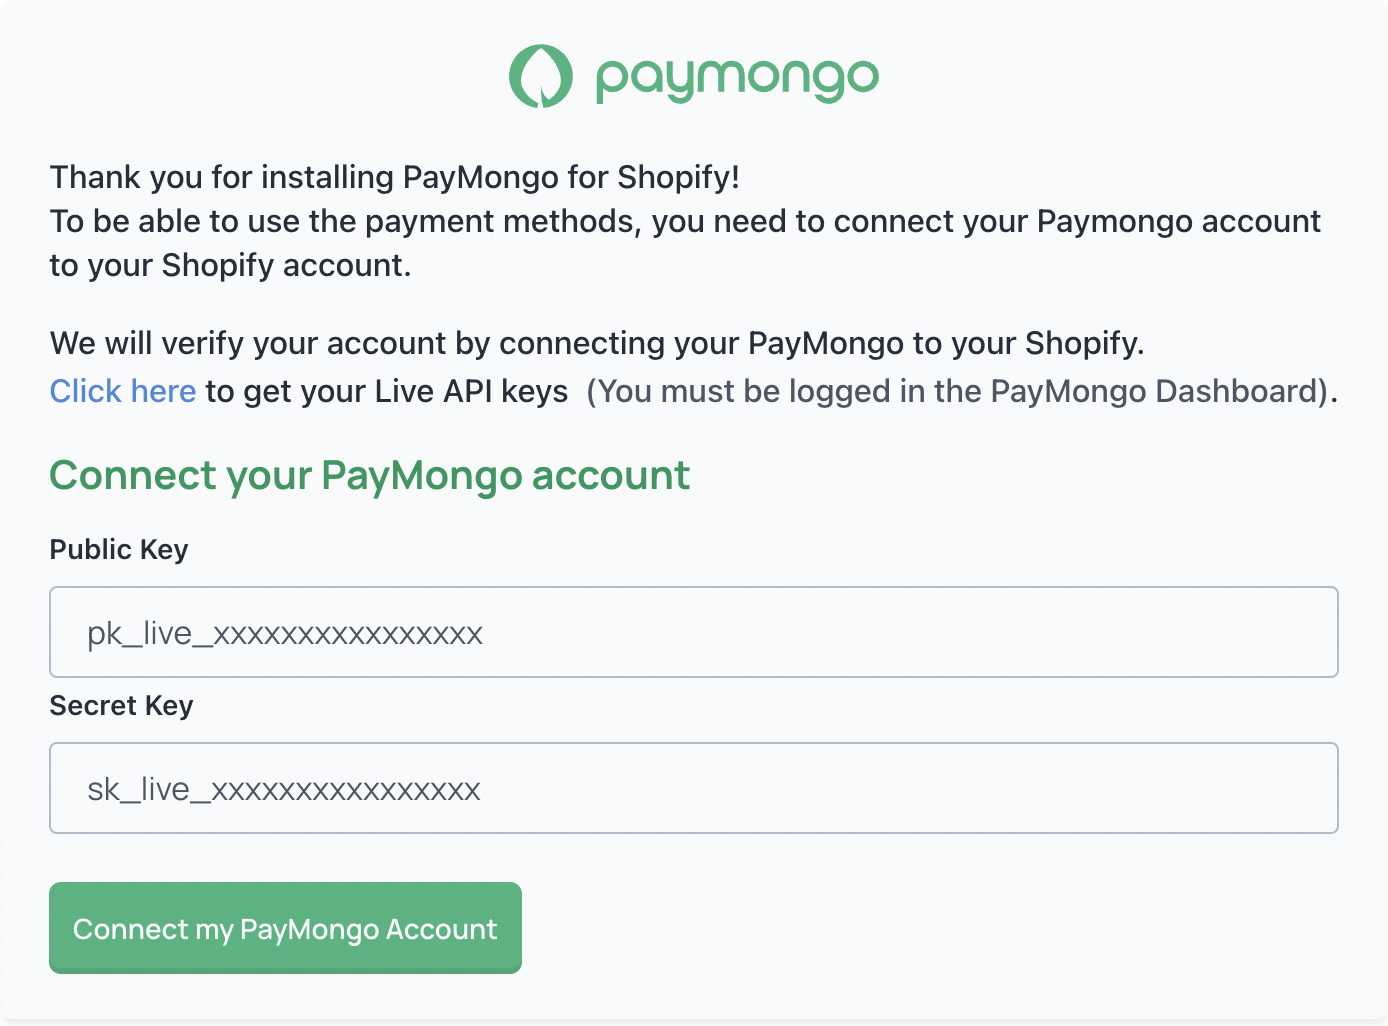 paymongo
Thank you for installing PayMongo for Shopify!
To be able to use the payment methods, you need to connect your Paymongo account
to your Shopify account.
We will verify your account by connecting your PayMongo to your Shopify.
Click here to get your Live API keys (You must be logged in the PayMongo Dashboard).
Connect your PayMongo account
Public Key
pk_live_xxxxxxxxxxxxxxxx
Secret Key
sk_live_xxxxxxxxxxxxxxxx
Connect my PayMongo Account